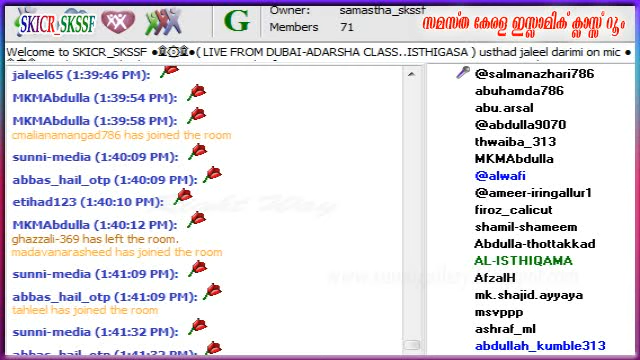 SKICR_SKSSF
G
Owner: samastha_skssf
Members 71
സമസ്ത കേരള ഇസ്ലാമിക് ക്ലാസ്സ് റൂം
Welcome to SKICR_SKSSF ●۩۞۩●( LIVE FROM DUBAI-ADARSHA CLASS..ISTHIGASA ) usthad jaleel darimi on mic ●
jaleel65 (1:39:46 PM):
MKMAbdulla (1:39:54 PM):
MKMAbdulla (1:39:58 PM):
cmalianamangad786 has joined the room
sunni-media (1:40:09 PM):
abbas_hail_otp (1:40:09 PM):
etihad123 (1:40:10 PM):
MKMAbdulla (1:40:12 PM):
ghazzali-369 has left the room.
madavanarasheed has joined the room
sunni-media (1:41:09 PM):
abbas_hail_otp (1:41:09 PM):
tahleel has joined the room
sunni-media (1:41:32 PM):
abbas_hail_otp (1:41:32 PM):
@salmanazhari786
abuhamda786
abu.arsal
@abdulla9070
thwaiba_313
MKMAbdulla
@alwafi
@ameer-iringallur1
firoz_calicut
shamil-shameem
Abdulla-thottakkad
AL-ISTHIQAMA
AfzalH
mk.shajid.ayyaya
msvppp
ashraf_ml
abdullah_kumble313